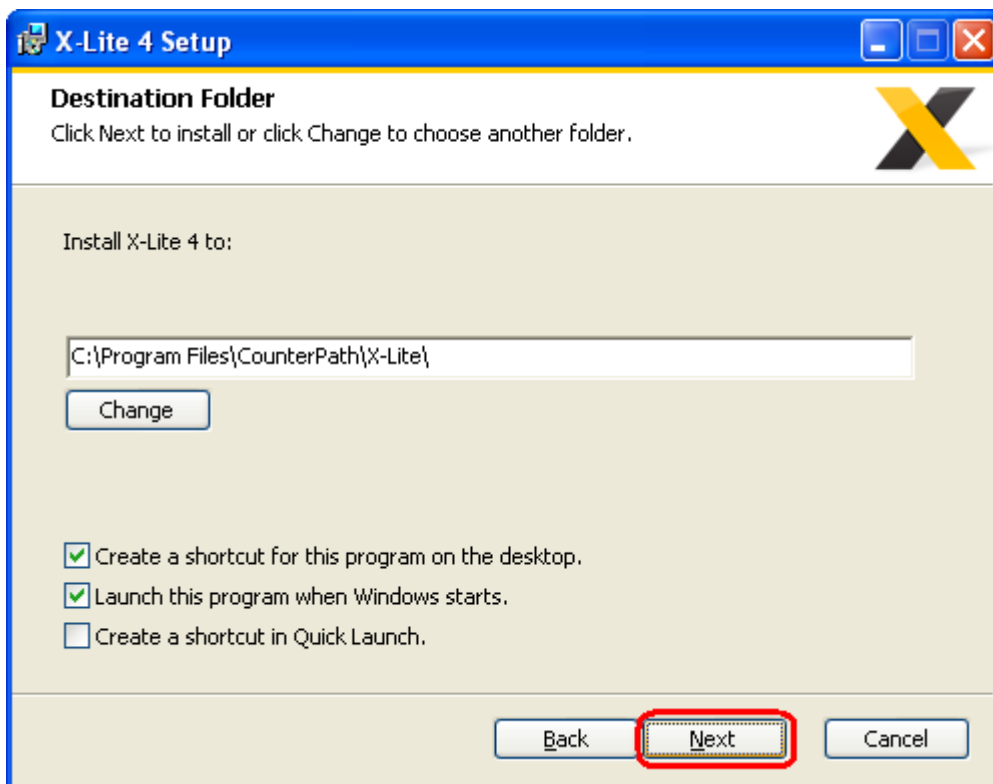 X-Lite 4 Setup
Destination Folder
Click Next to install or click Change to choose another folder.
Install X-Lite 4 to:
C:\Program Files\CounterPath\X-Lite\
Change
Create a shortcut for this program on the desktop.
Launch this program when Windows starts.
Create a shortcut in Quick Launch.
Back Next Cancel